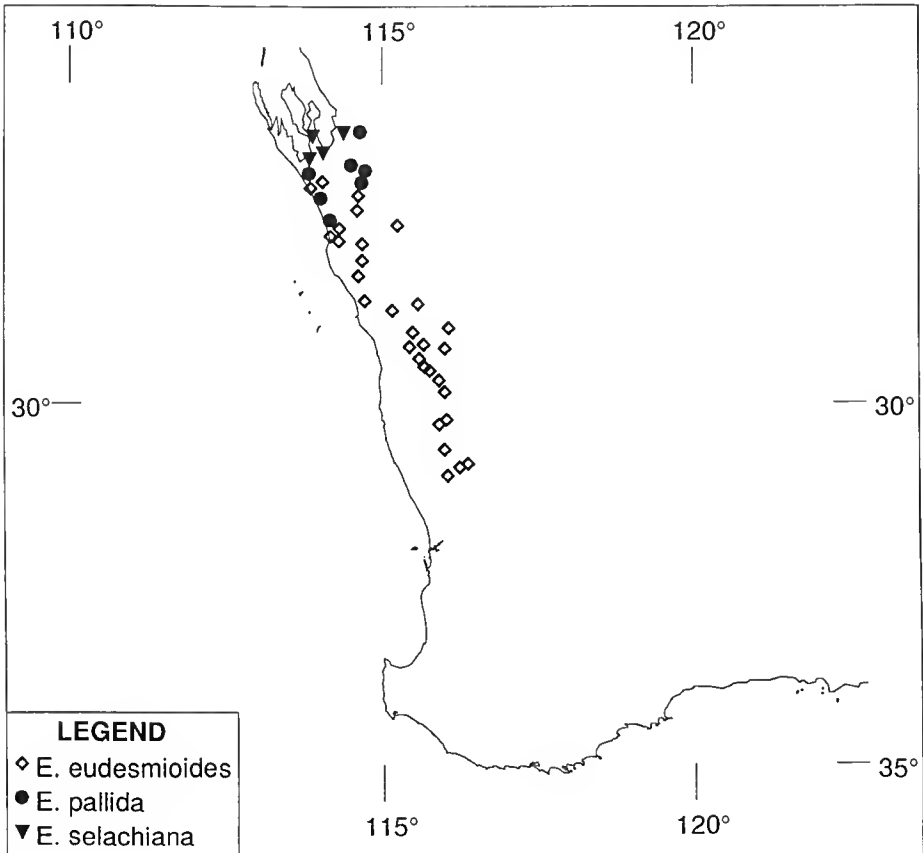 110° 115° 120°
30° 30°
35°
LEGEND
E. eudesmioides
E. pallida
E. selachiana
115° 120°